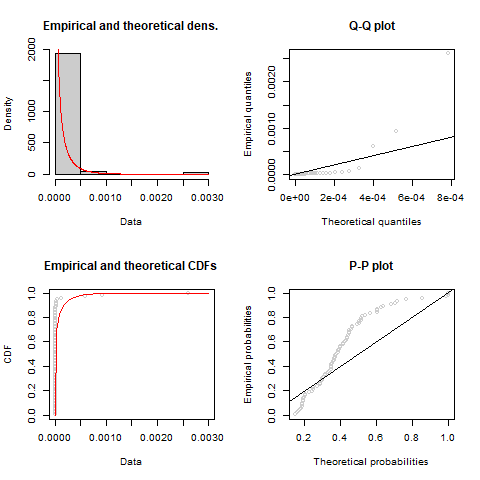 Empirical and theoretical dens.
Density
2000
1000
500
0
0.0000
0.0010
0.0020
0.0030
Data
Q-Q plot
Empirical quantiles
0.0020
0.0010
0.0000
0e+00
2e-04
4e-04
6e-04
8e-04
Theoretical quantiles
Empirical and theoretical CDFs
CDF
1.0
0.8
0.6
0.4
0.2
0.0
0.0000
0.0010
0.0020
0.0030
Data
P-P plot
Empirical probabilities
1.0
0.8
0.6
0.4
0.2
0.0
0.2
0.4
0.6
0.8
1.0
Theoretical probabilities